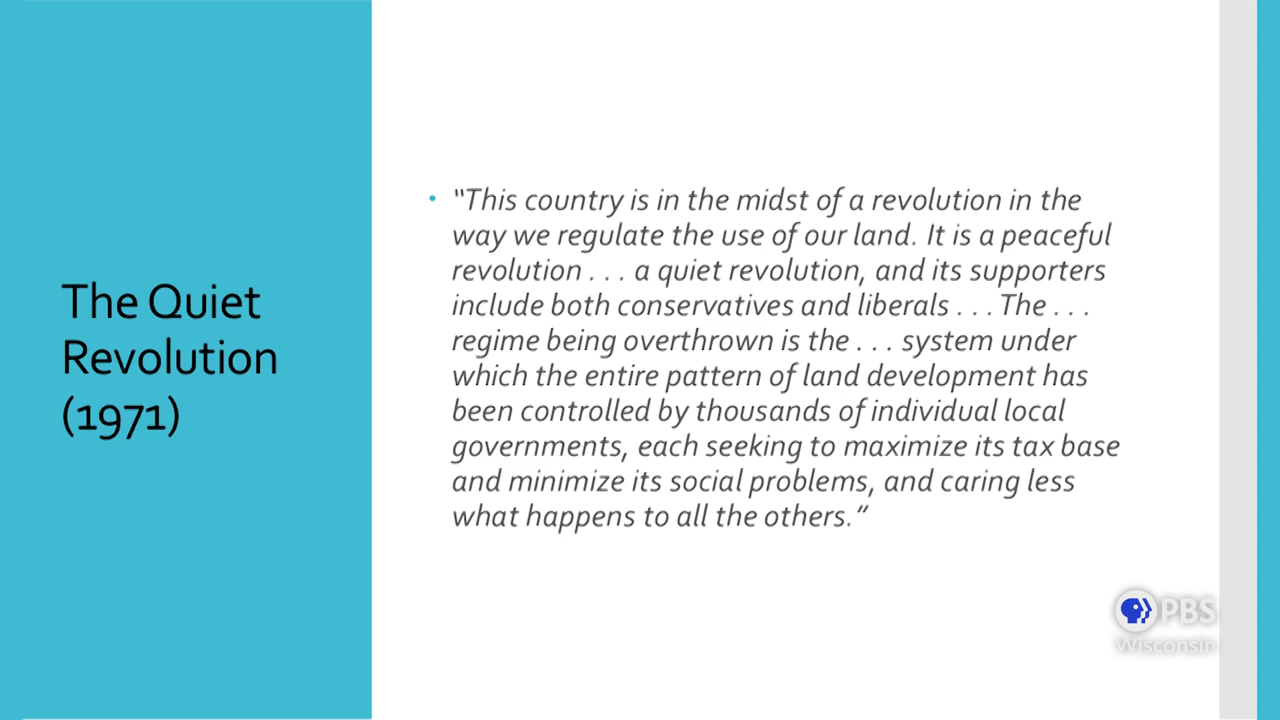 The Quiet
Revolution
(1971)
• “This country is in the midst of a revolution in the
way we regulate the use of our land. It is a peaceful
revolution . . . a quiet revolution, and its supporters
include both conservatives and liberals . . . The . . .
regime being overthrown is the . . . system under
which the entire pattern of land development has
been controlled by thousands of individual local
governments, each seeking to maximize its tax base
and minimize its social problems, and caring less
what happens to all the others.”
PBS
Wisconsin